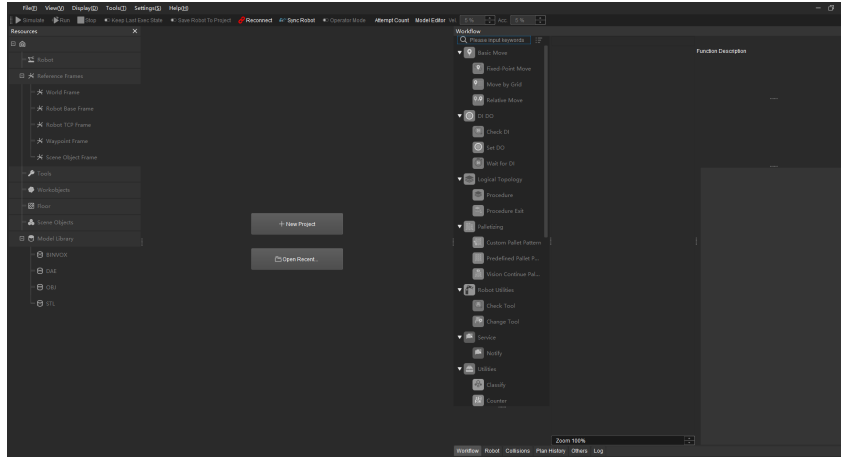 File(F) View(V) Display(D) Tools(T) Settings(S) Help(H)
Simulate Run Stop Keep Last Exec State Save Robot To Project Reconnect Sync Robot Operator Mode Attempt Count Model Editor Vel 5 % Acc 5 %
Resources
Robot
Reference Frames
World Frame
Robot Base Frame
Robot TCP Frame
Waypoint Frame
Scene Object Frame
Tools
Workobjects
Floor
Scene Objects
Model Library
BINVOX
DAE
OBJ
STL
+ New Project
Open Recent...
Workflow
Please input keywords
Basic Move
Fixed-Point Move
Move by Grid
Relative Move
DI DO
Check DI
Set DO
Wait for DI
Logical Topology
Procedure
Procedure Exit
Palletizing
Custom Pallet Pattern
Predefined Pallet P...
Vision Continue Pal...
Robot Utilities
Check Tool
Change Tool
Service
Notify
Utilities
Classify
Counter
Function Description
Zoom 100%
Workflow Robot Collisions Plan History Others Log